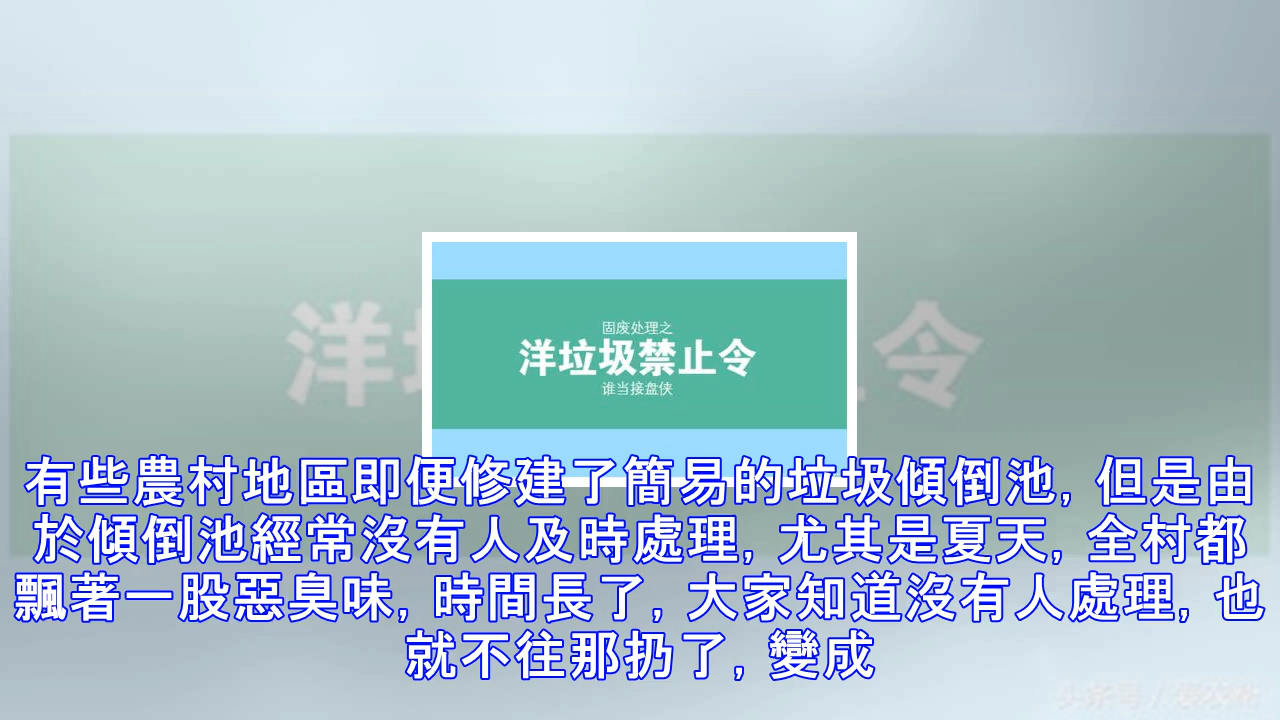 洋
令
固废处理之
洋垃圾禁止令
谁当接盘侠
有些農村地區即便修建了簡易的垃圾傾倒池, 但是由
於傾倒池經常沒有人及時處理, 尤其是夏天, 全村都
飄著一股惡臭味, 時間長了, 大家知道沒有人處理, 也
就不往那扔了, 變成